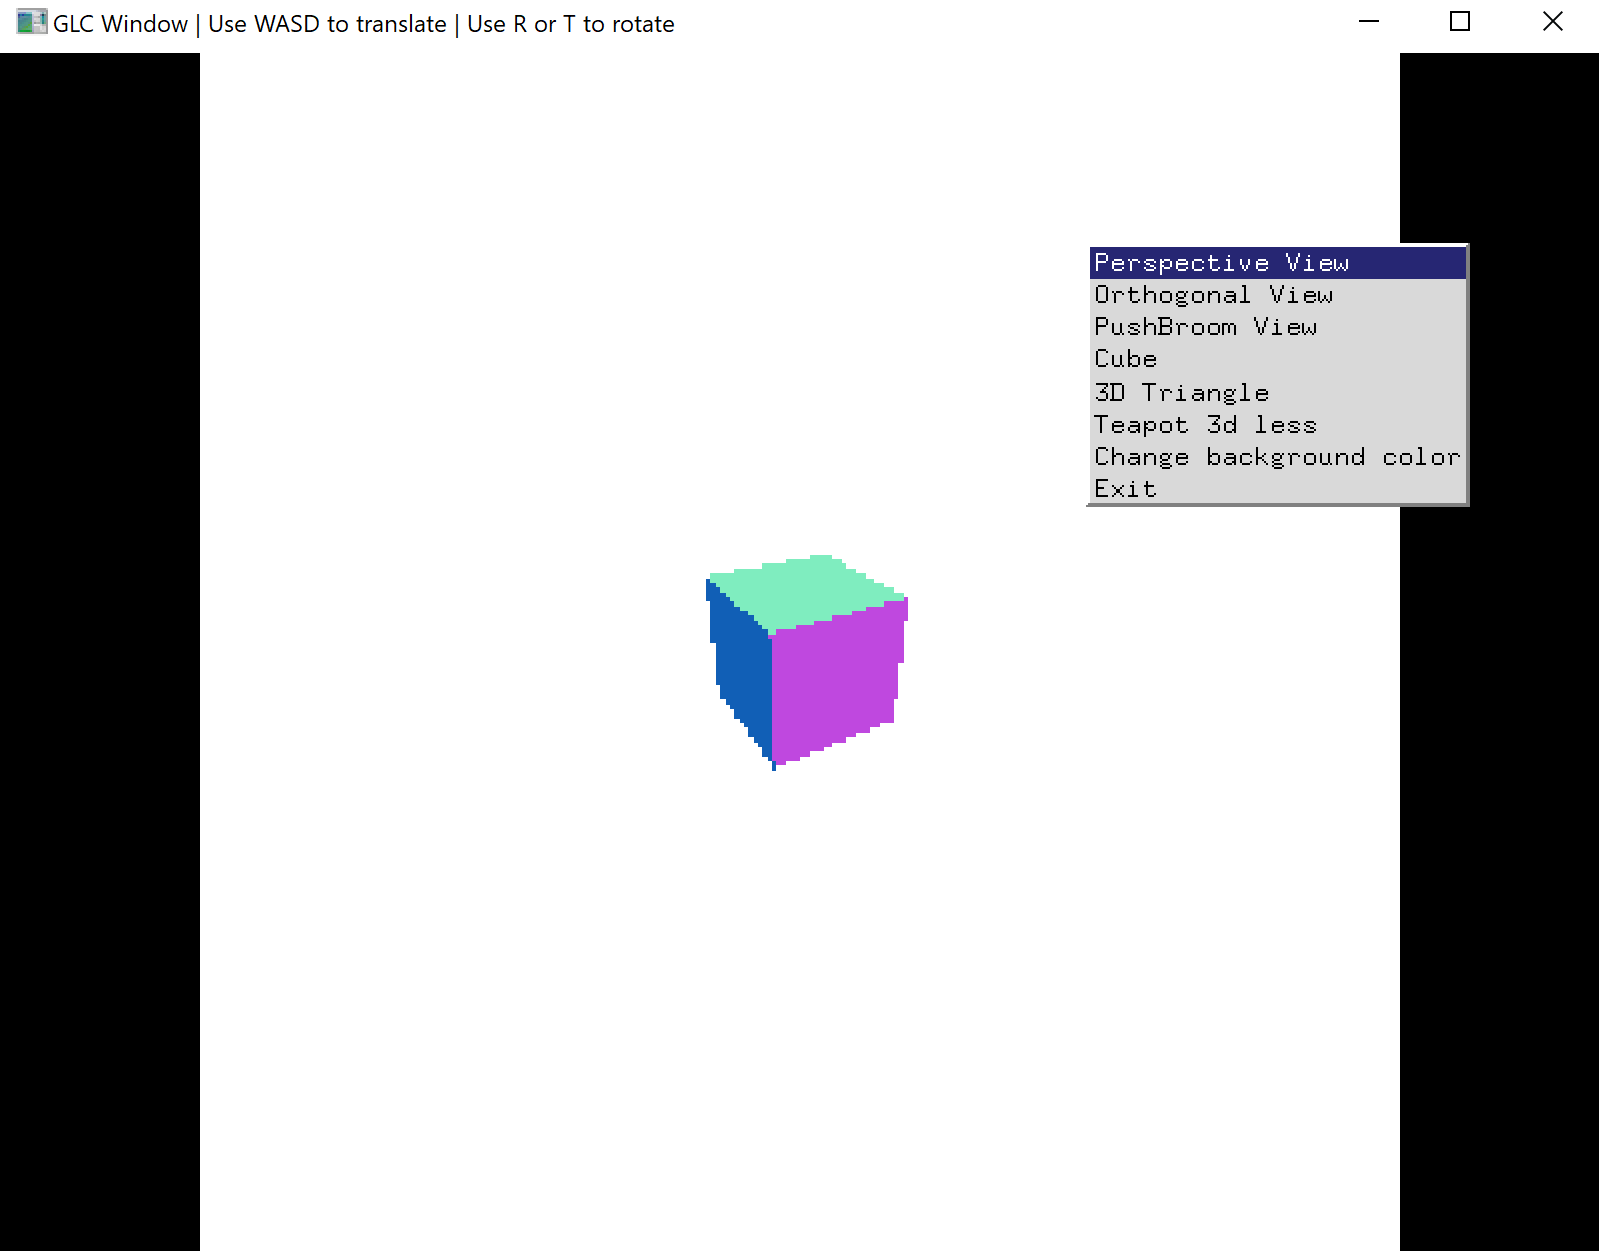 GLC Window | Use WASD to translate | Use R or T to rotate
Perspective View
Orthogonal View
PushBroom View
Cube
3D Triangle
Teapot 3d less
Change background color
Exit